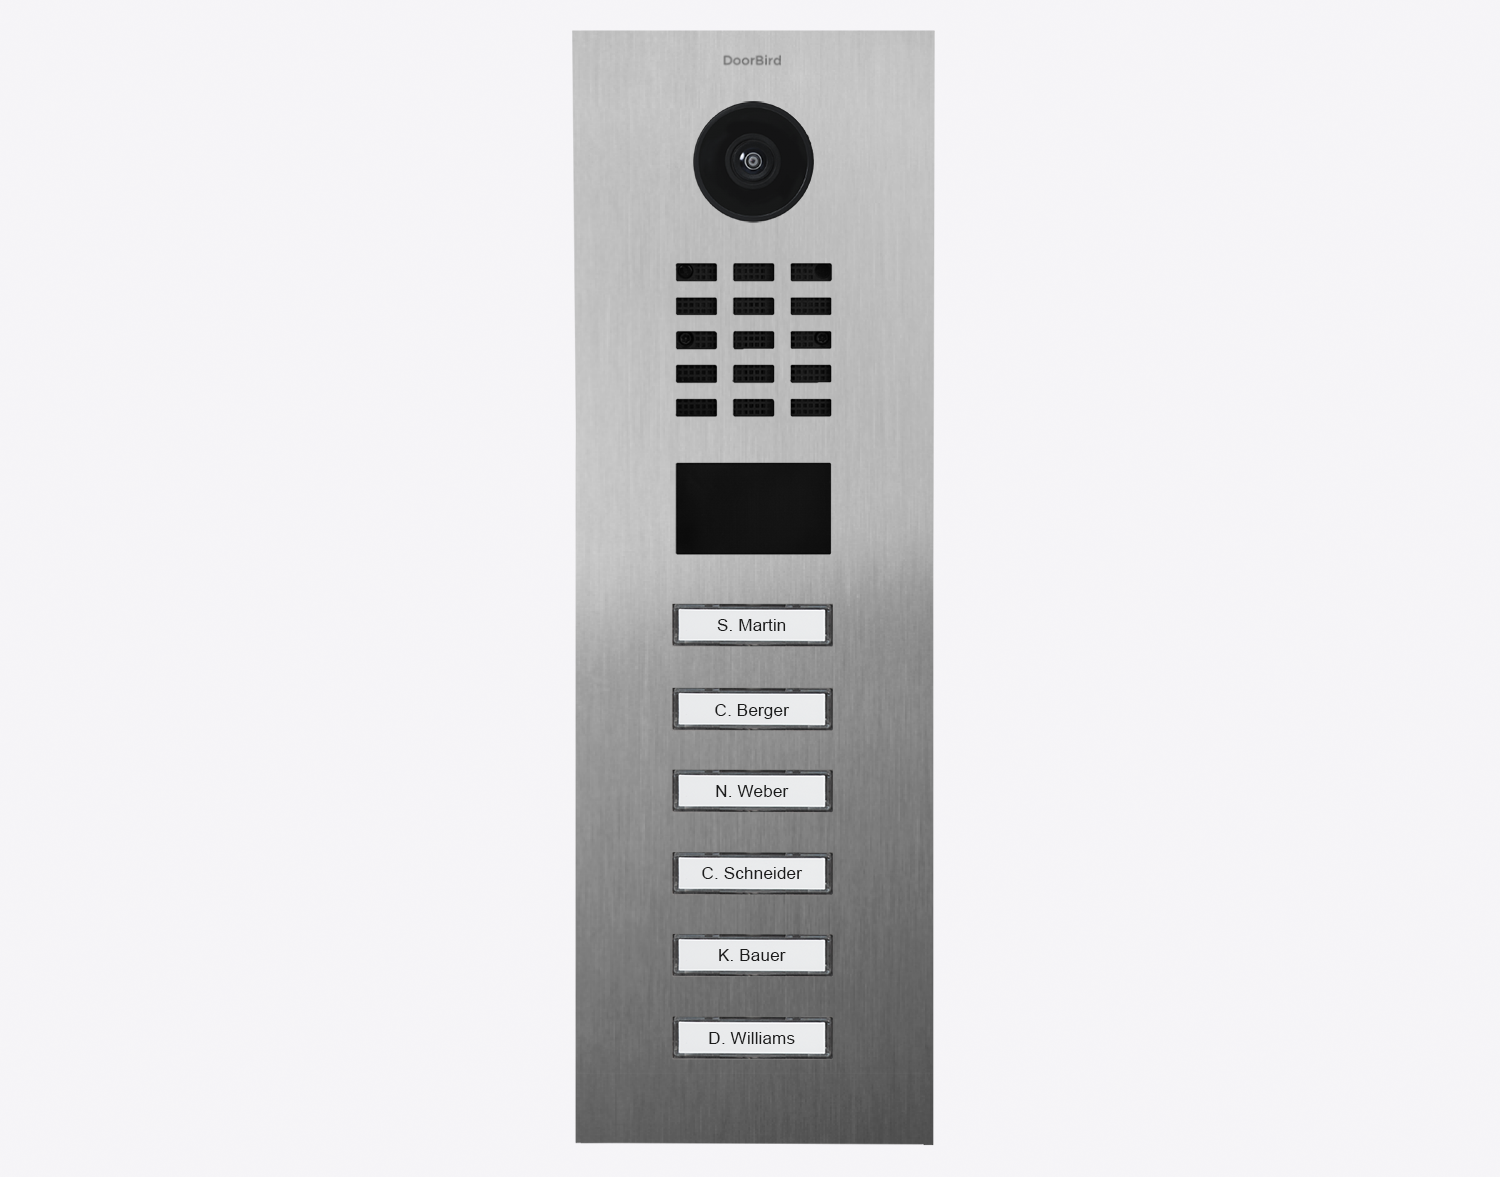 DoorBird
S. Martin
C. Berger
N. Weber
C. Schneider
K. Bauer
D. Williams